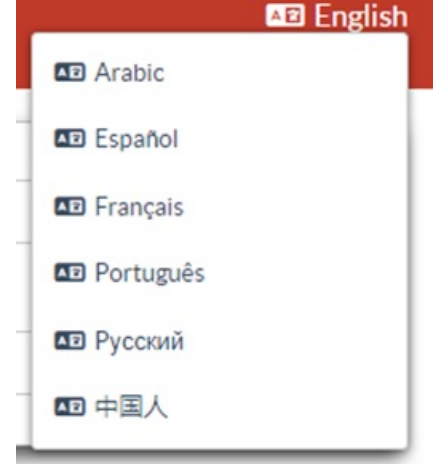 English
Arabic
Español
Français
Português
Русский
中国人